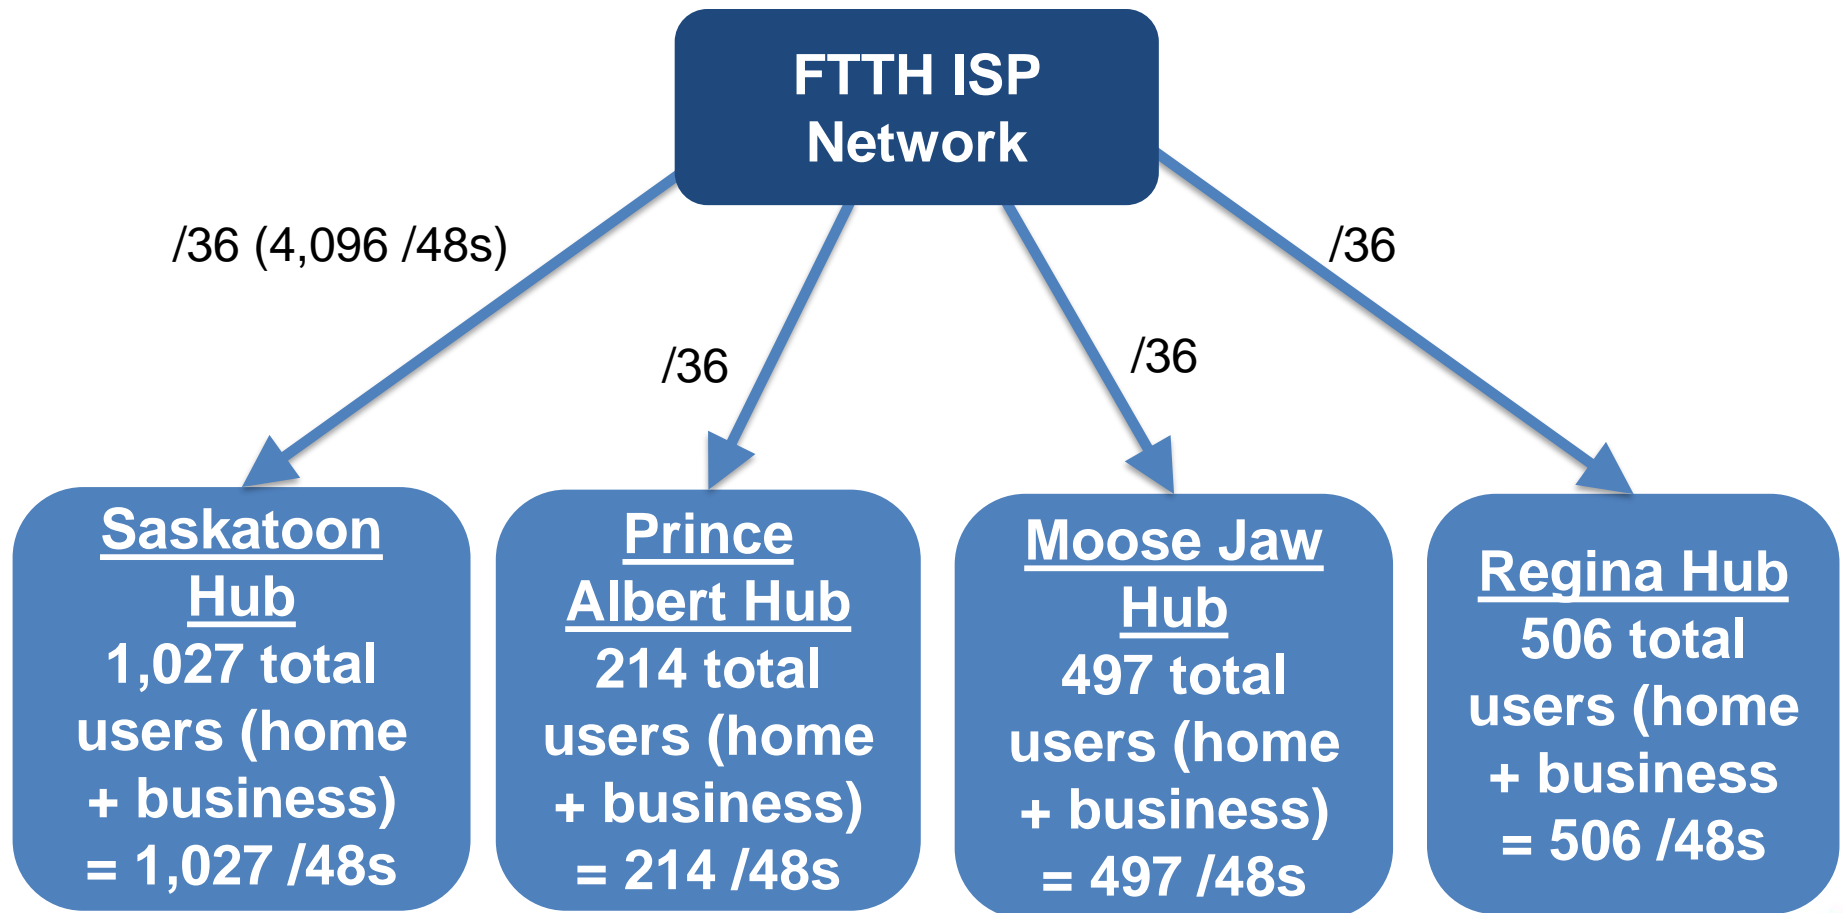 FTTH ISP
Network
/36 (4,096 /48s)
/36
/36
/36
Saskatoon
Hub
1,027 total
users (home
+ business)
= 1,027 /48s
Prince
Albert Hub
214 total
users (home
+ business)
= 214 /48s
Moose Jaw
Hub
497 total
users (home
+ business)
= 497 /48s
Regina Hub
506 total
users (home
+ business
= 506 /48s